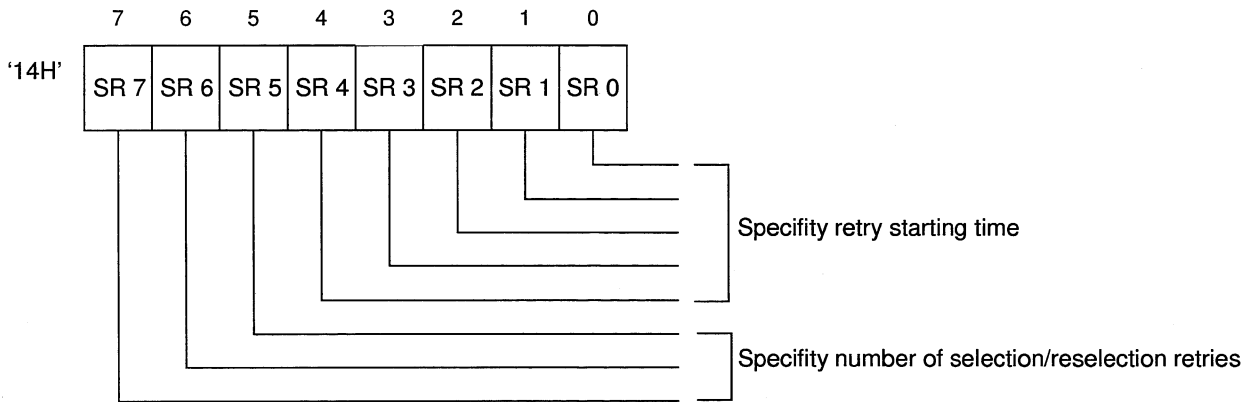 7 6 5 4 3 2 1 0
‘14H’ SR 7 SR 6 SR 5 SR 4 SR 3 SR 2 SR 1 SR 0
Specifity retry starting time
Specifity number of selection/reselection retries